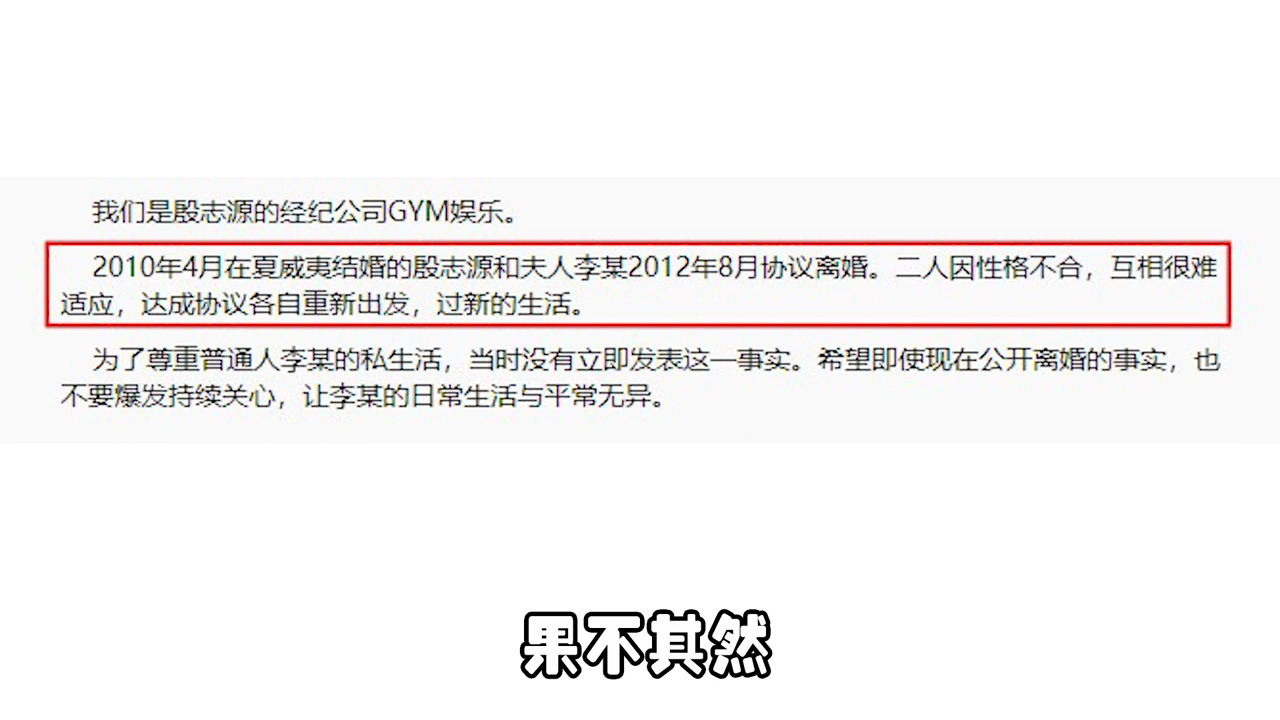 我们是殷志源的经纪公司GYM娱乐。
2010年4月在夏威夷结婚的殷志源和夫人李某2012年8月协议离婚。二人因性格不合，互相很难
适应，达成协议各自重新出发，过新的生活。
为了尊重普通人李某的私生活，当时没有立即发表这一事实。希望即使现在公开离婚的事实，也
不要爆发持续关心，让李某的日常生活与平常无异。
果不其然